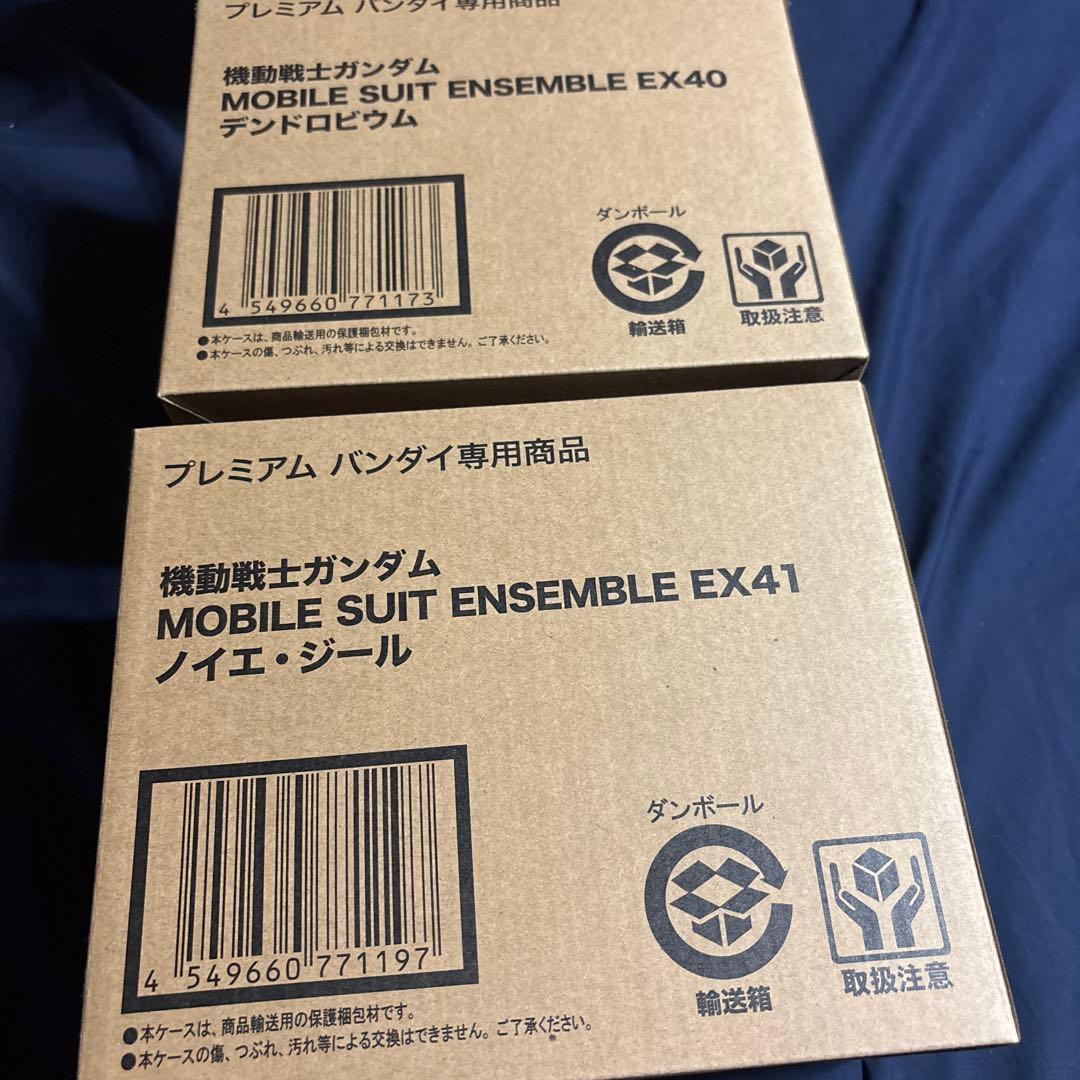 プレミアム バンダイ専用商品
機動戦士ガンダム
MOBILE SUIT ENSEMBLE EX40
デンドロビウム
4 549660 771173
ダンボール
輸送箱
取扱注意
●本ケースは、商品輸送用の保護梱包材です。
●本ケースの傷、つぶれ、汚れ等による交換はできません。ご了承ください。
プレミアム バンダイ専用商品
機動戦士ガンダム
MOBILE SUIT ENSEMBLE EX41
ノイエ・ジール
4 549660 771197
ダンボール
輸送箱
取扱注意
●本ケースは、商品輸送用の保護梱包材です。
●本ケースの傷、つぶれ、汚れ等による交換はできません。ご了承ください。